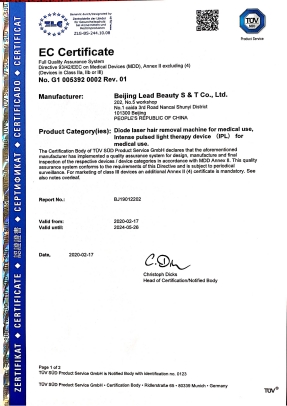 ZLG
ZLG-BS-244.10.08
TÜV
SÜD
Product Service
EC Certificate
Full Quality Assurance System
Directive 93/42/EEC on Medical Devices (MDD), Annex II excluding (4)
(Devices in Class IIa, IIb or III)
No. G1 005392 0002 Rev. 01
Manufacturer: Beijing Lead Beauty S & T Co., Ltd.
202, No.5 workshop
No.1 caida 3rd Road Nancai Shunyi District
101300 Beijing
PEOPLE'S REPUBLIC OF CHINA
Product Category(ies): Diode laser hair removal machine for medical use,
Intense pulsed light therapy device (IPL) for
medical use.
The Certification Body of TÜV SÜD Product Service GmbH declares that the aforementioned
manufacturer has implemented a quality assurance system for design, manufacture and final
inspection of the respective devices / device categories in accordance with MDD Annex II. This
quality assurance system conforms to the requirements of this Directive and is subject to periodical
surveillance. For marketing of class III devices an additional Annex II (4) certificate is mandatory. See
also notes overleaf.
Report No.: BJ19012202
Valid from: 2020-02-17
Valid until: 2024-05-26
Date, 2020-02-17
Christoph Dicks
Head of Certification/Notified Body
Page 1 of 2
TÜV SÜD Product Service GmbH is Notified Body with identification no. 0123
TÜV SÜD Product Service GmbH • Certification Body • Ridlerstraße 65 • 80339 Munich • Germany
TÜV®
ZERTIFIKAT ◆ CERTIFICATE ◆ СЕРТИФИКАТ ◆ CERTIFICADO ◆ CERTIFICAT